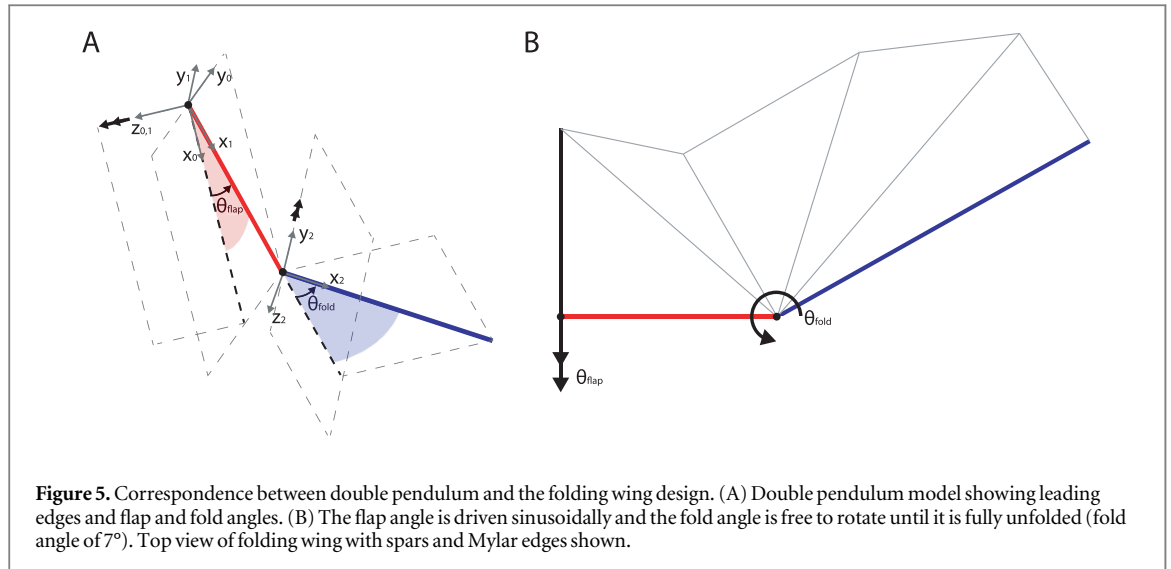 A
B
y₁
y₀
z₀,₁
x₀
x₁
θflap
y₂
x₂
θfold
z₂
θfold
θflap
Figure 5. Correspondence between double pendulum and the folding wing design. (A) Double pendulum model showing leading
edges and flap and fold angles. (B) The flap angle is driven sinusoidally and the fold angle is free to rotate until it is fully unfolded (fold
angle of 7°). Top view of folding wing with spars and Mylar edges shown.